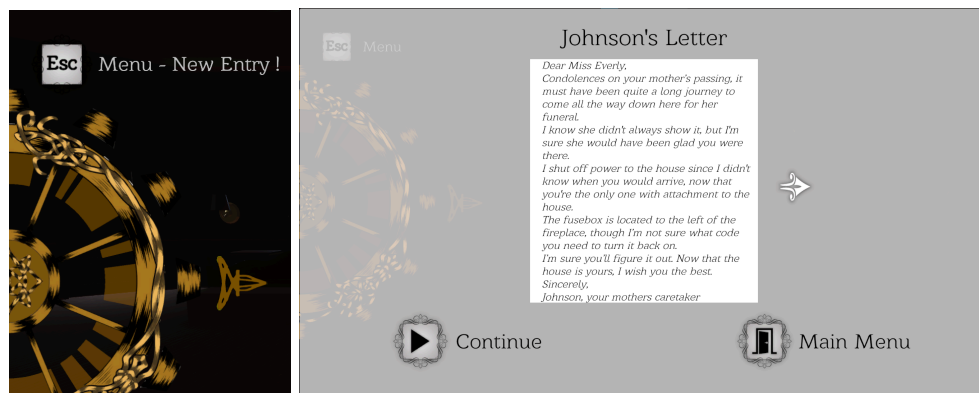 Esc
Menu - New Entry !
Esc
Menu
Johnson's Letter
Dear Miss Everly,
Condolences on your mother's passing, it
must have been quite a long journey to
come all the way down here for her
funeral.
I know she didn't always show it, but I'm
sure she would have been glad you were
there.
I shut off power to the house since I didn't
know when you would arrive, now that
you're the only one with attachment to the
house.
The fusebox is located to the left of the
fireplace, though I'm not sure what code
you need to turn it back on.
I'm sure you'll figure it out. Now that the
house is yours, I wish you the best.
Sincerely,
Johnson, your mothers caretaker
Continue
Main Menu